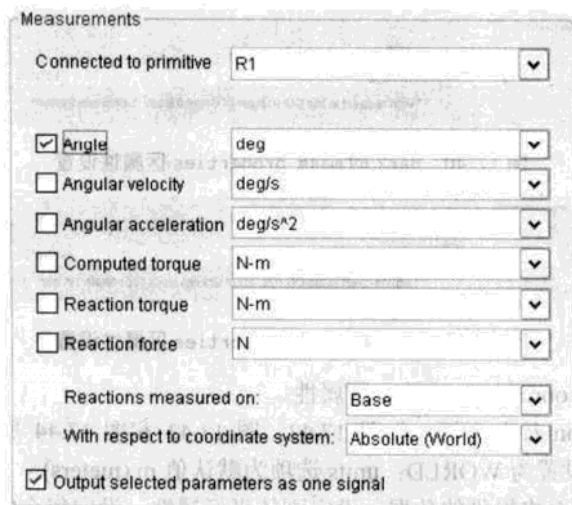 Measurements
Connected to primitive R1
Angle deg
Angular velocity deg/s
Angular acceleration deg/s^2
Computed torque N-m
Reaction torque N-m
Reaction force N
Reactions measured on: Base
With respect to coordinate system: Absolute (World)
Output selected parameters as one signal